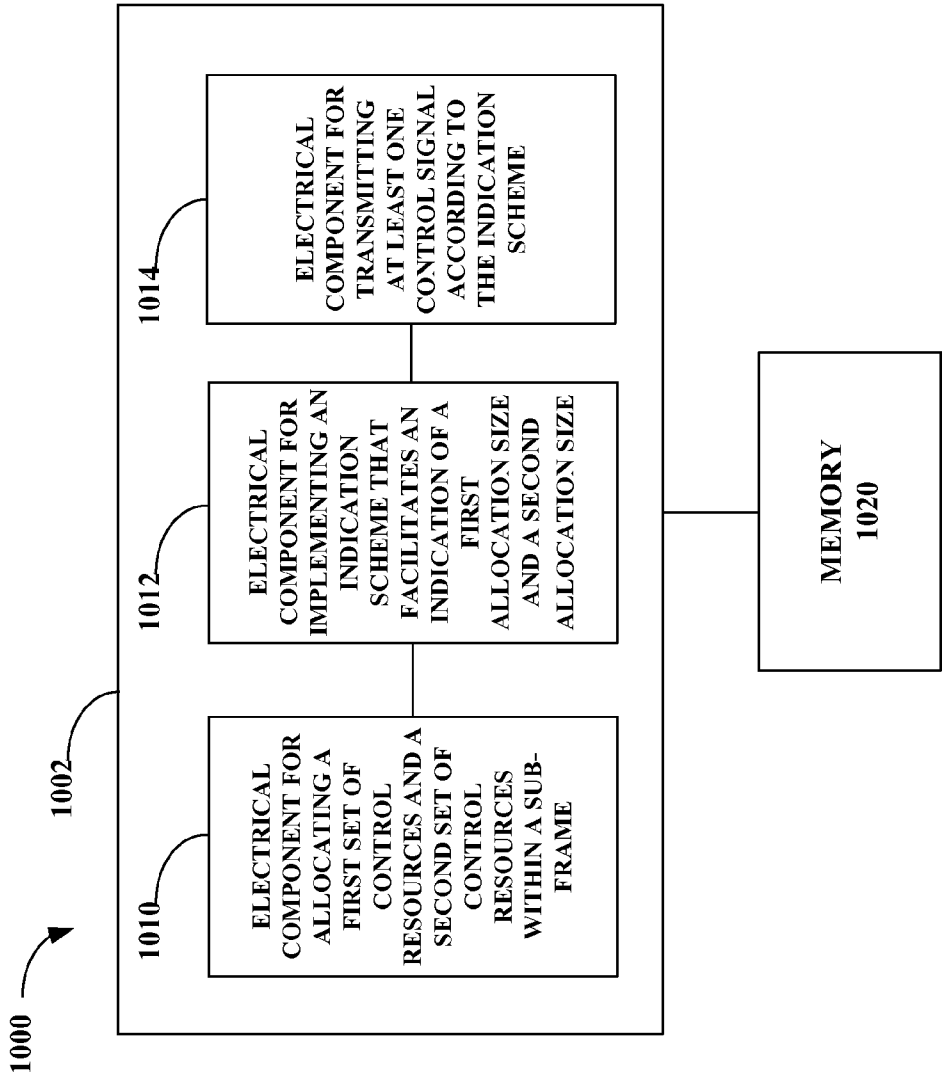 1000
1002
1010
ELECTRICAL
COMPONENT FOR
ALLOCATING A
FIRST SET OF
CONTROL
RESOURCES AND A
SECOND SET OF
CONTROL
RESOURCES
WITHIN A SUB-
FRAME
1012
ELECTRICAL
COMPONENT FOR
IMPLEMENTING AN
INDICATION
SCHEME THAT
FACILITATES AN
INDICATION OF A
FIRST
ALLOCATION SIZE
AND A SECOND
ALLOCATION SIZE
1014
ELECTRICAL
COMPONENT FOR
TRANSMITTING
AT LEAST ONE
CONTROL SIGNAL
ACCORDING TO
THE INDICATION
SCHEME
MEMORY
1020